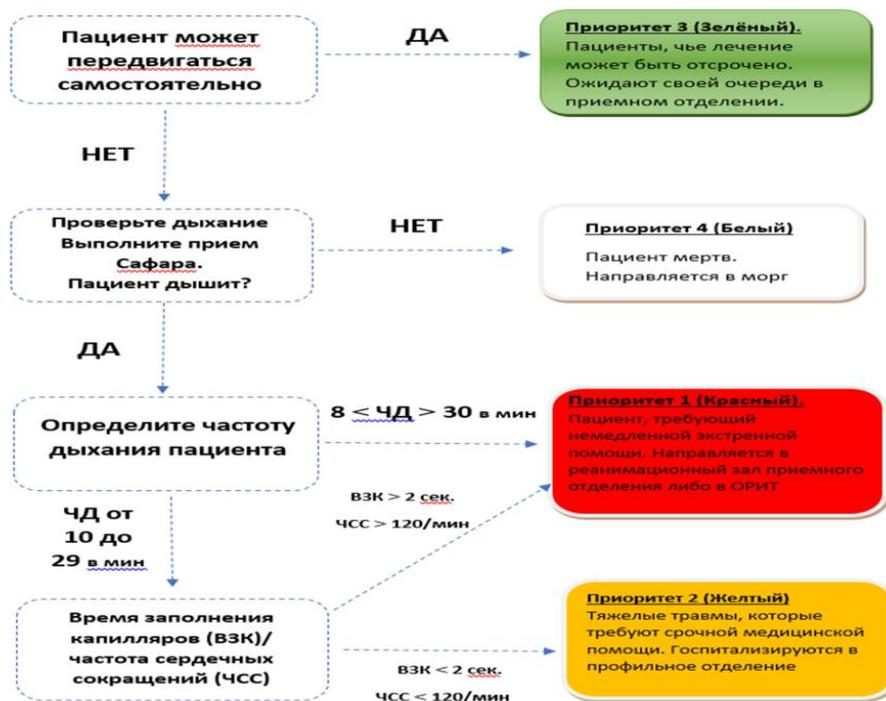 Пациент может
передвигаться
самостоятельно
ДА
Приоритет 3 (Зелёный).
Пациенты, чье лечение
может быть отсрочено.
Ожидают своей очереди в
приемном отделении.
НЕТ
Проверьте дыхание
Выполните прием
Сафара.
Пациент дышит?
НЕТ
Приоритет 4 (Белый)
Пациент мертв.
Направляется в морг
ДА
Определите частоту
дыхания пациента
8 < ЧД > 30 в мин
Приоритет 1 (Красный).
Пациент, требующий
немедленной экстренной
помощи. Направляется в
реанимационный зал приемного
отделения либо в ОРИТ
ЧД от
10 до
29 в мин
ВЗК > 2 сек.
ЧСС > 120/мин
Время заполнения
капилляров (ВЗК)/
частота сердечных
сокращений (ЧСС)
ВЗК < 2 сек.
ЧСС < 120/мин
Приоритет 2 (Желтый)
Тяжелые травмы, которые
требуют срочной медицинской
помощи. Госпитализируются в
профильное отделение